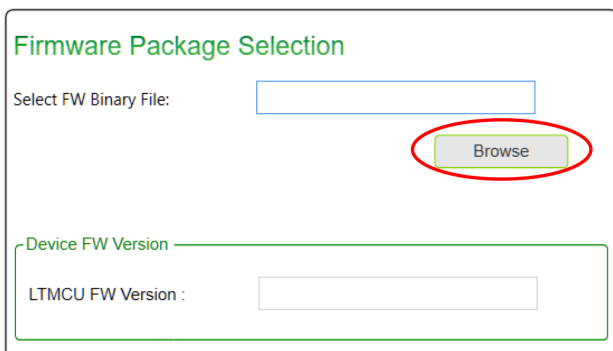 Firmware Package Selection
Select FW Binary File:
Browse
Device FW Version
LTMCU FW Version :